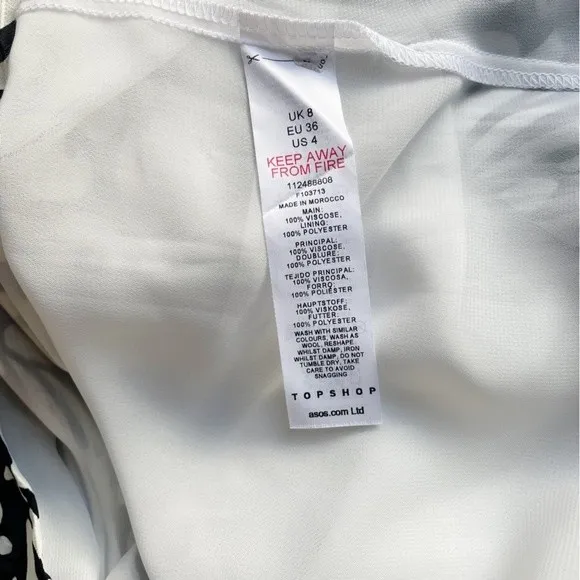 UK 8
EU 36
US 4
KEEP AWAY
FROM FIRE
112488808
F103713
MADE IN MOROCCO
MAIN:
100% VISCOSE,
LINING:
100% POLYESTER
PRINCIPAL:
100% VISCOSE,
DOUBLURE:
100% POLYESTER
TEJIDO PRINCIPAL:
100% VISCOSA,
FORRO:
100% POLIÉSTER
HAUPTSTOFF:
100% VISKOSE,
FUTTER:
100% POLYESTER
WASH WITH SIMILAR
COLOURS, WASH AS
WOOL, RESHAPE
WHILST DAMP, IRON
WHILST DAMP, DO NOT
TUMBLE DRY, TAKE
CARE TO AVOID
SNAGGING
TOPSHOP
asos.com Ltd